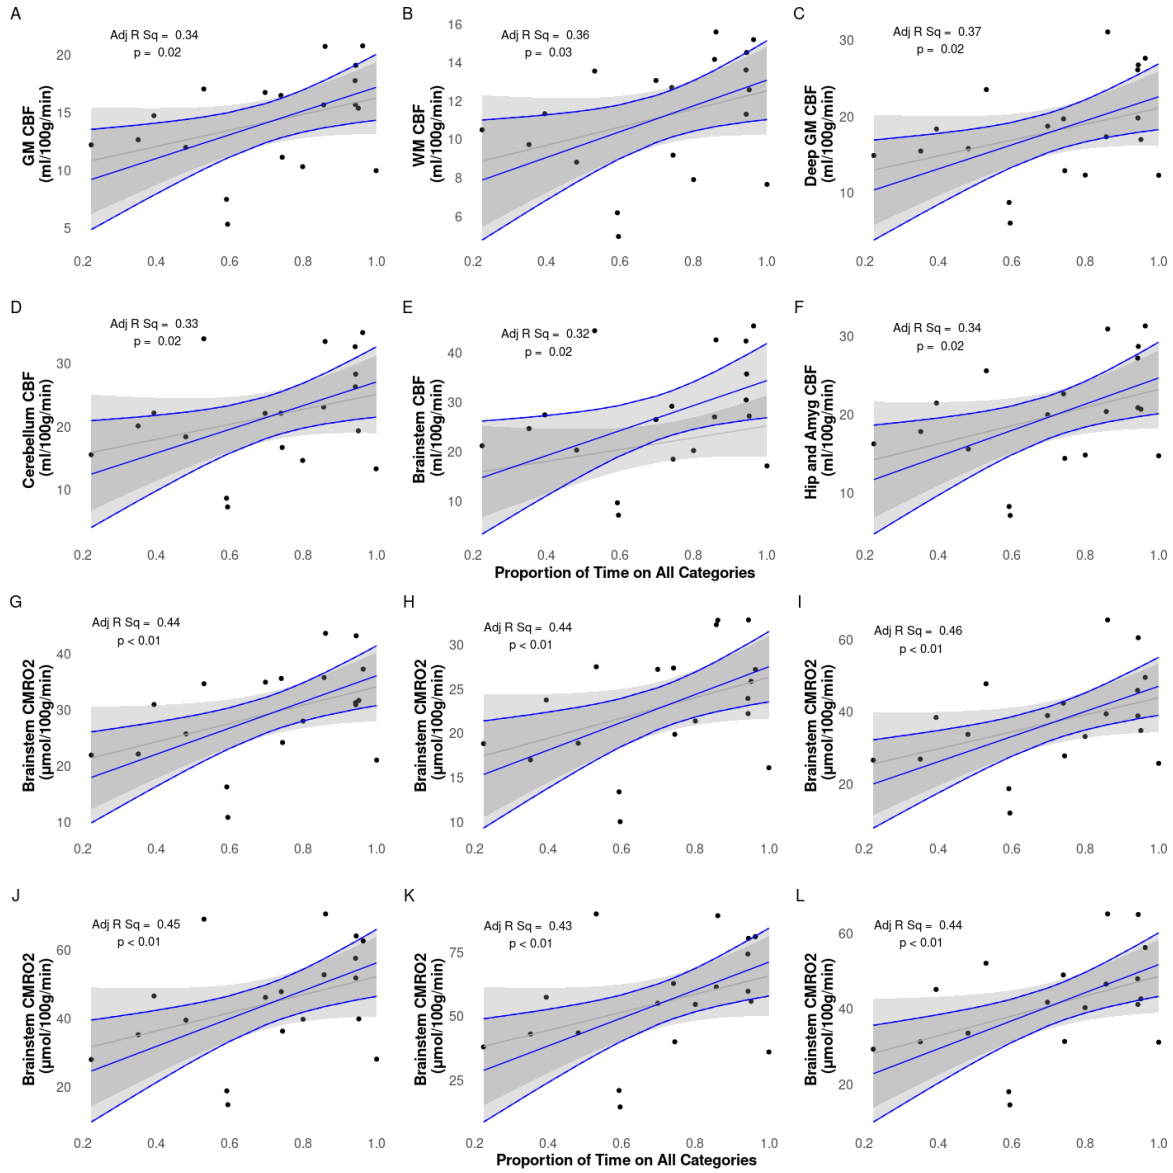 A
Adj R Sq = 0.34
p = 0.02
GM CBF
(ml/100g/min)
20
15
10
5
0.2 0.4 0.6 0.8 1.0
B
Adj R Sq = 0.36
p = 0.03
WM CBF
(ml/100g/min)
16
14
12
10
8
6
0.2 0.4 0.6 0.8 1.0
C
Adj R Sq = 0.37
p = 0.02
Deep GM CBF
(ml/100g/min)
30
20
10
0.2 0.4 0.6 0.8 1.0
D
Adj R Sq = 0.33
p = 0.02
Cerebellum CBF
(ml/100g/min)
30
20
10
0.2 0.4 0.6 0.8 1.0
E
Adj R Sq = 0.32
p = 0.02
Brainstem CBF
(ml/100g/min)
40
30
20
10
0.2 0.4 0.6 0.8 1.0
F
Adj R Sq = 0.34
p = 0.02
Hip and Amyg CBF
(ml/100g/min)
30
20
10
0.2 0.4 0.6 0.8 1.0
Proportion of Time on All Categories
G
Adj R Sq = 0.44
p < 0.01
Brainstem CMRO2
(µmol/100g/min)
40
30
20
10
0.2 0.4 0.6 0.8 1.0
H
Adj R Sq = 0.44
p < 0.01
Brainstem CMRO2
(µmol/100g/min)
30
25
20
15
10
0.2 0.4 0.6 0.8 1.0
I
Adj R Sq = 0.46
p < 0.01
Brainstem CMRO2
(µmol/100g/min)
60
40
20
0.2 0.4 0.6 0.8 1.0
J
Adj R Sq = 0.45
p < 0.01
Brainstem CMRO2
(µmol/100g/min)
60
40
20
0.2 0.4 0.6 0.8 1.0
K
Adj R Sq = 0.43
p < 0.01
Brainstem CMRO2
(µmol/100g/min)
75
50
25
0.2 0.4 0.6 0.8 1.0
L
Adj R Sq = 0.44
p < 0.01
Brainstem CMRO2
(µmol/100g/min)
60
40
20
0.2 0.4 0.6 0.8 1.0
Proportion of Time on All Categories